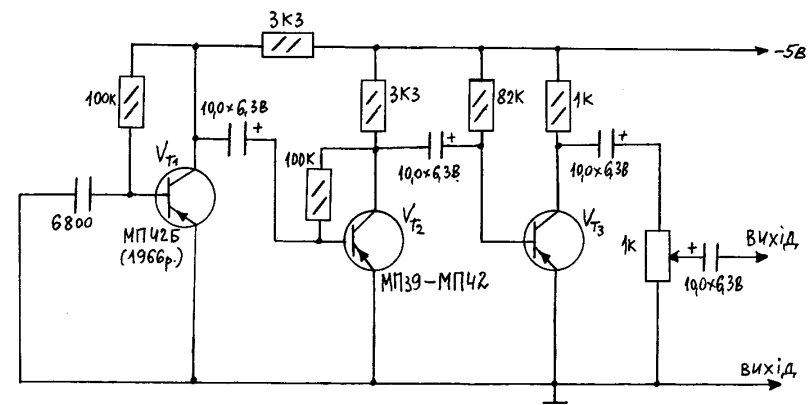 3К3
-5В
100К
10,0×6,3В
3К3
82К
1К
VT1
100К
10,0×6,3В
10,0×6,3В
6800
МП42Б
(1966р.)
VT2
VT3
1К
ВИХІД
МП39-МП42
10,0×6,3В
ВИХІД